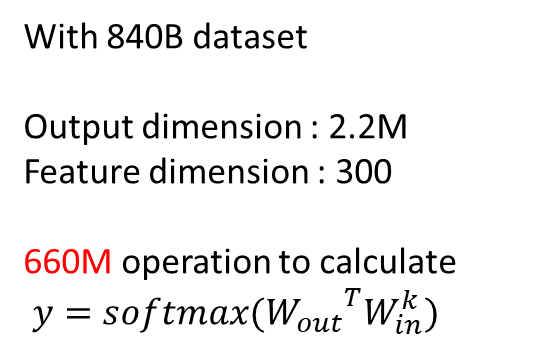 With 840B dataset
Output dimension : 2.2M
Feature dimension : 300
660M operation to calculate
y = softmax(W_out^T W_in^k)